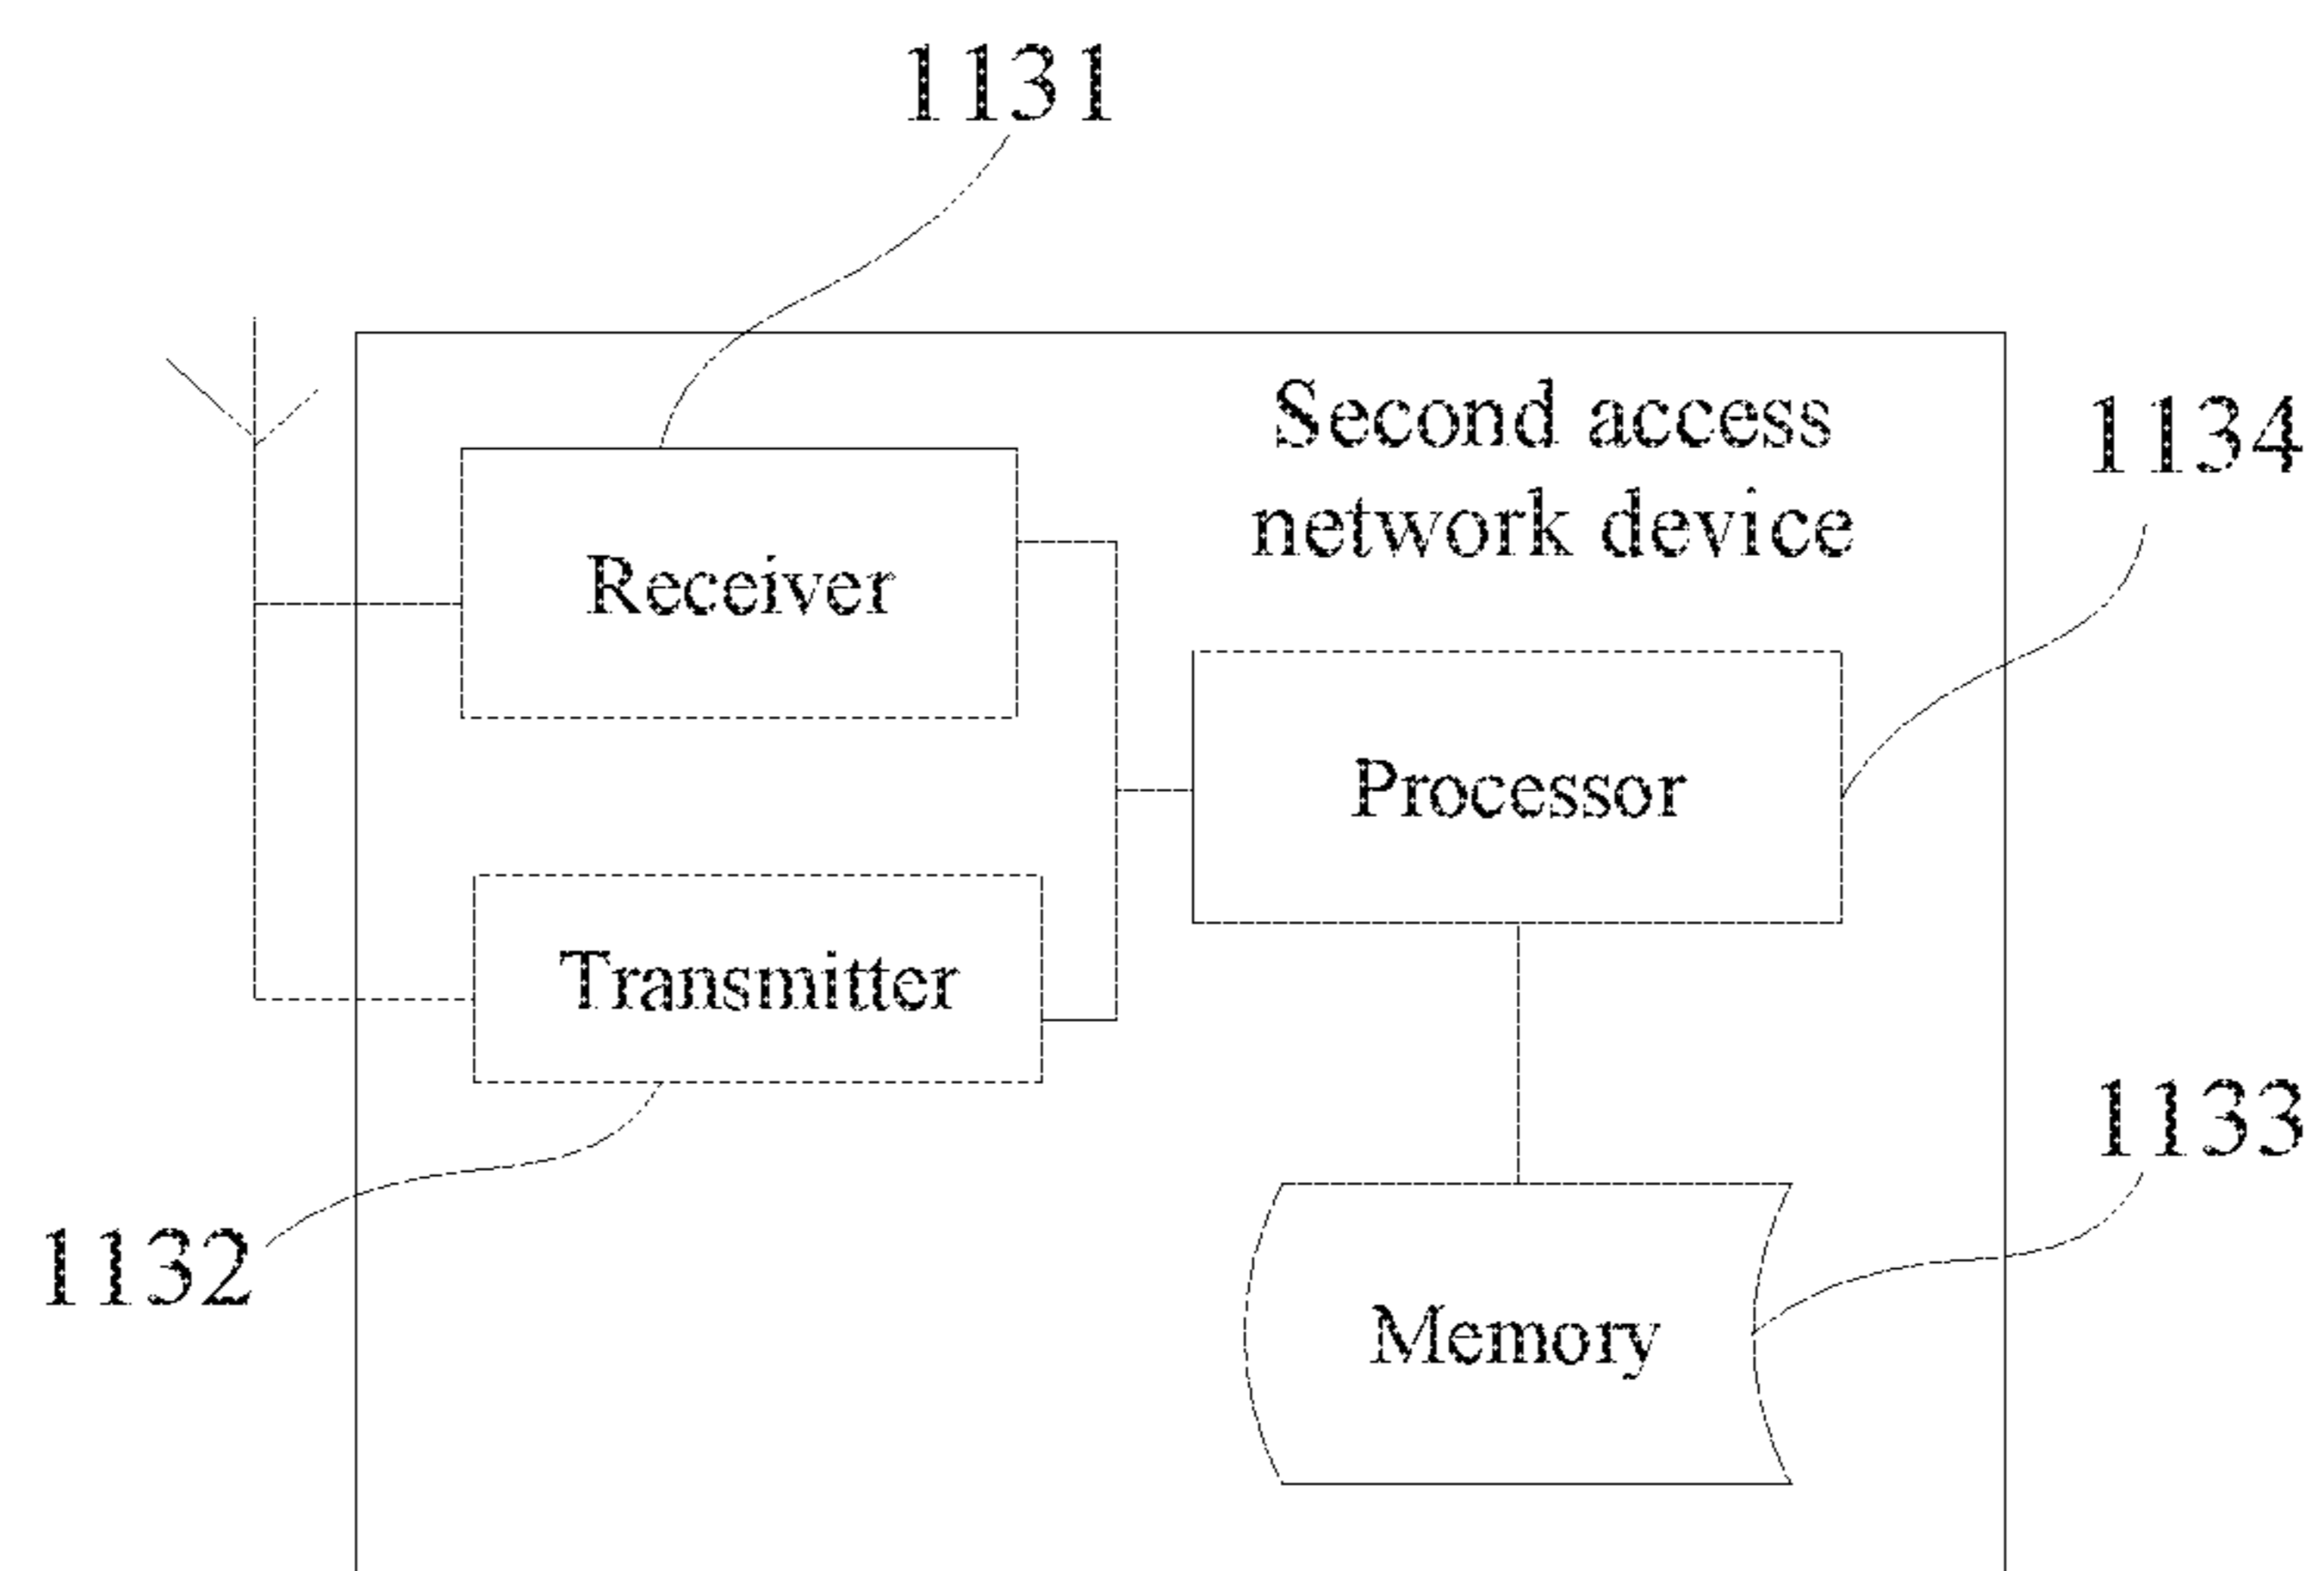 1131
Second access
network device
1134
Receiver
Processor
Transmitter
1133
1132
Memory